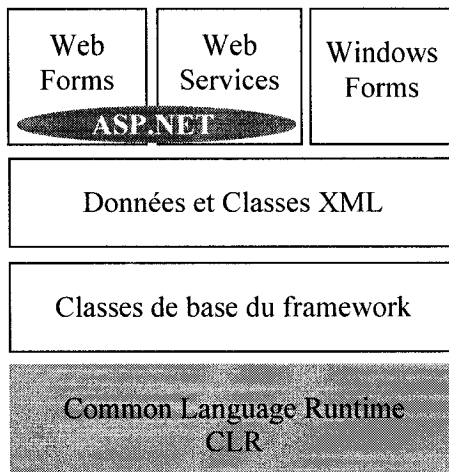 Web
Forms
Web
Services
Windows
Forms
ASP.NET
Données et Classes XML
Classes de base du framework
Common Language Runtime
CLR